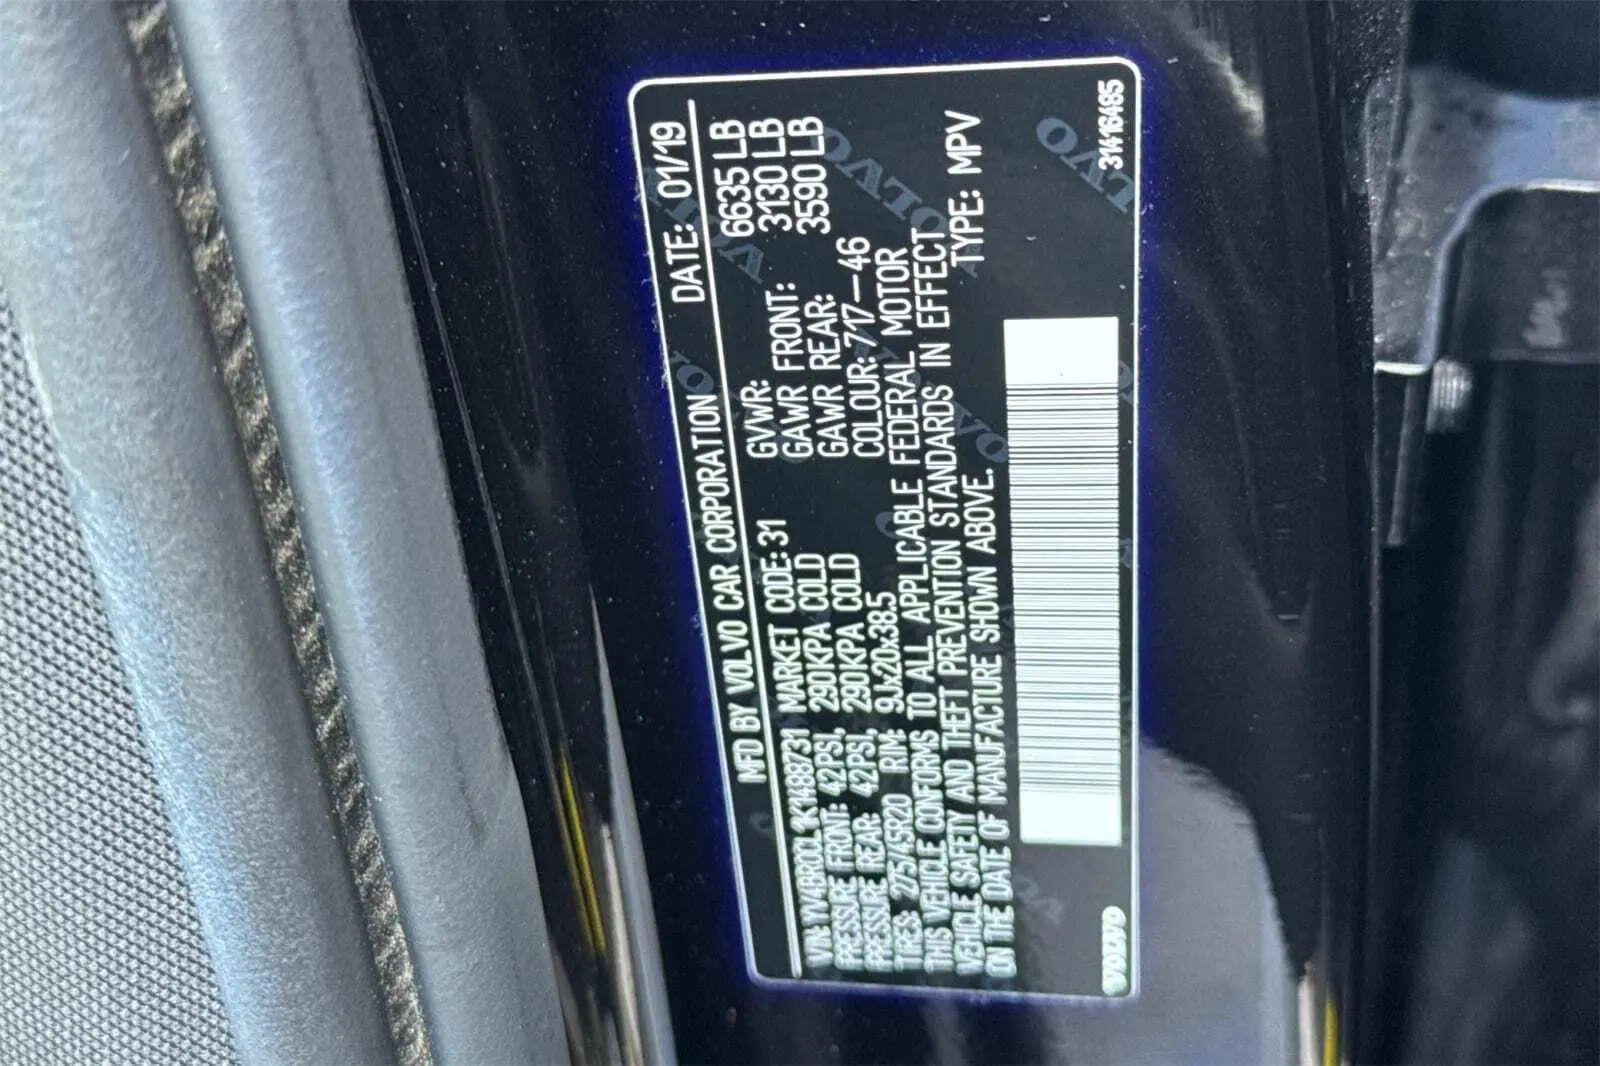 MFD BY VOLVO CAR CORPORATION DATE: 01/19
VIN: YV4BR0CL1K1488731 MARKET CODE: 31 GVWR: 6635 LB
PRESSURE FRONT: 42PSI, 290KPA COLD GAWR FRONT: 3130 LB
PRESSURE REAR: 42PSI, 290KPA COLD GAWR REAR: 3590 LB
TIRES: 275/45R20 RIM: 9Jx20x38.5 COLOUR: 717-46
THIS VEHICLE CONFORMS TO ALL APPLICABLE FEDERAL MOTOR
VEHICLE SAFETY AND THEFT PREVENTION STANDARDS IN EFFECT
ON THE DATE OF MANUFACTURE SHOWN ABOVE. TYPE: MPV
VOLVO 31416485